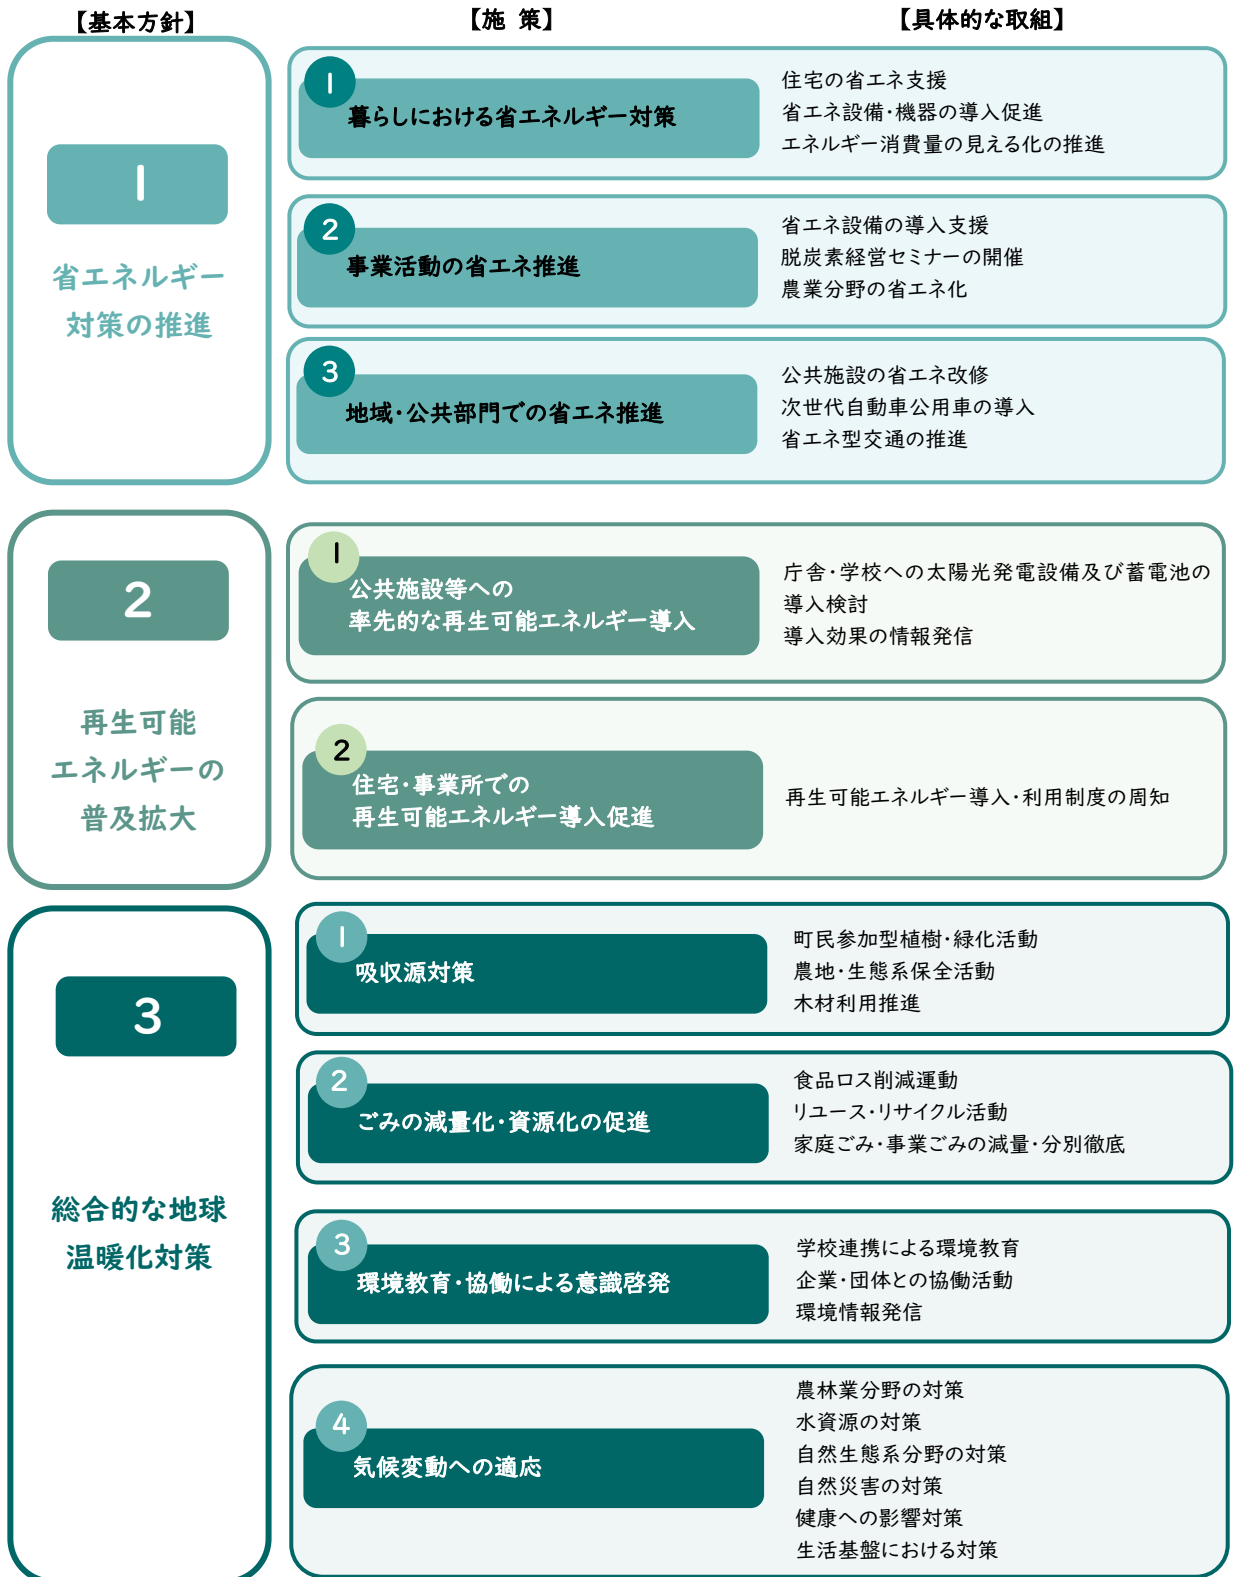 【基本方針】
【施 策】
【具体的な取組】
1
省エネルギー
対策の推進
1
暮らしにおける省エネルギー対策
住宅の省エネ支援
省エネ設備・機器の導入促進
エネルギー消費量の見える化の推進
2
事業活動の省エネ推進
省エネ設備の導入支援
脱炭素経営セミナーの開催
農業分野の省エネ化
3
地域・公共部門での省エネ推進
公共施設の省エネ改修
次世代自動車公用車の導入
省エネ型交通の推進
2
再生可能
エネルギーの
普及拡大
1
公共施設等への
率先的な再生可能エネルギー導入
庁舎・学校への太陽光発電設備及び蓄電池の
導入検討
導入効果の情報発信
2
住宅・事業所での
再生可能エネルギー導入促進
再生可能エネルギー導入・利用制度の周知
3
総合的な地球
温暖化対策
1
吸収源対策
町民参加型植樹・緑化活動
農地・生態系保全活動
木材利用推進
2
ごみの減量化・資源化の促進
食品ロス削減運動
リユース・リサイクル活動
家庭ごみ・事業ごみの減量・分別徹底
3
環境教育・協働による意識啓発
学校連携による環境教育
企業・団体との協働活動
環境情報発信
4
気候変動への適応
農林業分野の対策
水資源の対策
自然生態系分野の対策
自然災害の対策
健康への影響対策
生活基盤における対策